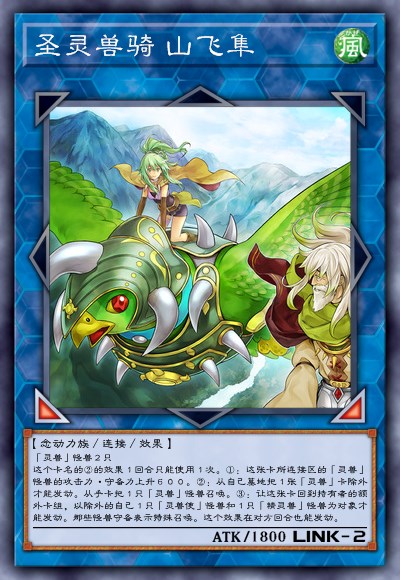 圣灵兽骑 山飞隼
風
【念动力族/连接/效果】
「灵兽」怪兽2只
这个卡名的②的效果1回合只能使用1次。①:这张卡所连接区的「灵兽」
怪兽的攻击力·守备力上升600。②:从自己墓地把1张「灵兽」卡除外
才能发动。从手卡把1只「灵兽」怪兽召唤。③:让这张卡回到持有者的额
外卡组,以除外的自己1只「灵兽使」怪兽和1只「精灵兽」怪兽为对象才
能发动。那些怪兽守备表示特殊召唤。这个效果在对方回合也能发动。
ATK/1800 LINK-2